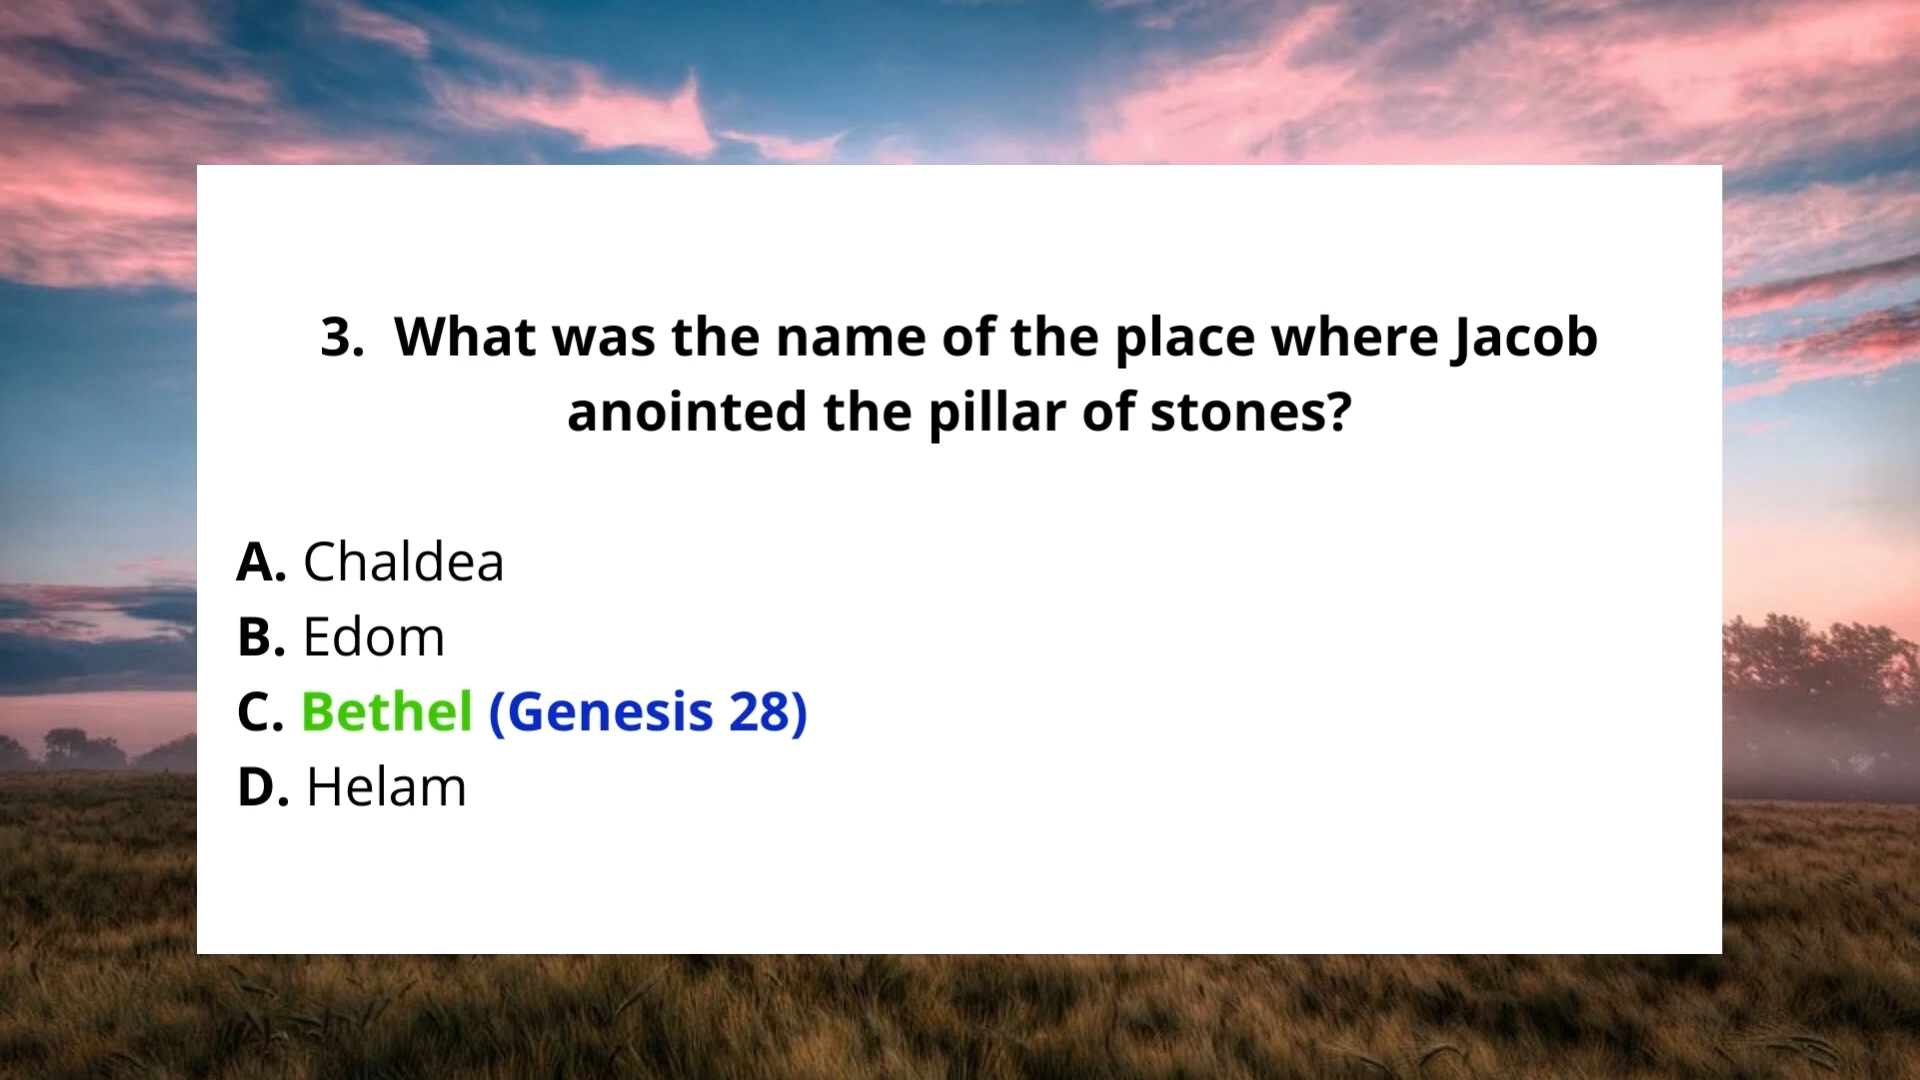 3. What was the name of the place where Jacob
anointed the pillar of stones?
A. Chaldea
B. Edom
C. Bethel (Genesis 28)
D. Helam